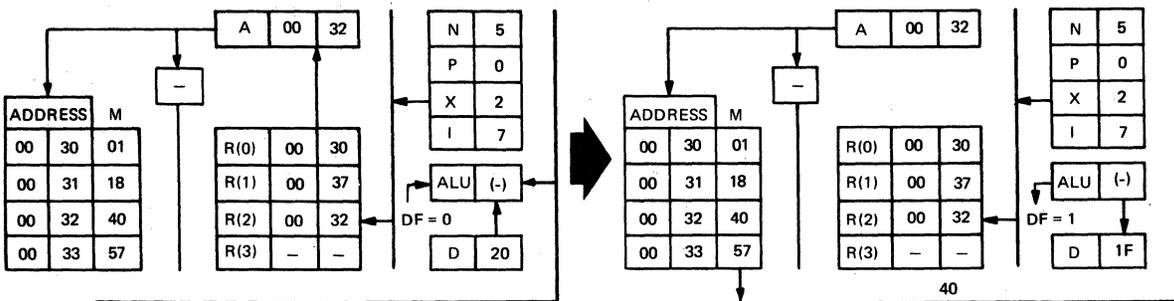 A 00 32
N 5
P 0
X 2
I 7
–
ADDRESS M
00 30 01
00 31 18
00 32 40
00 33 57
R(0) 00 30
R(1) 00 37
R(2) 00 32
R(3) – –
ALU (-)
DF = 0
D 20
A 00 32
N 5
P 0
X 2
I 7
–
ADDRESS M
00 30 01
00 31 18
00 32 40
00 33 57
R(0) 00 30
R(1) 00 37
R(2) 00 32
R(3) – –
ALU (-)
DF = 1
D 1F
40